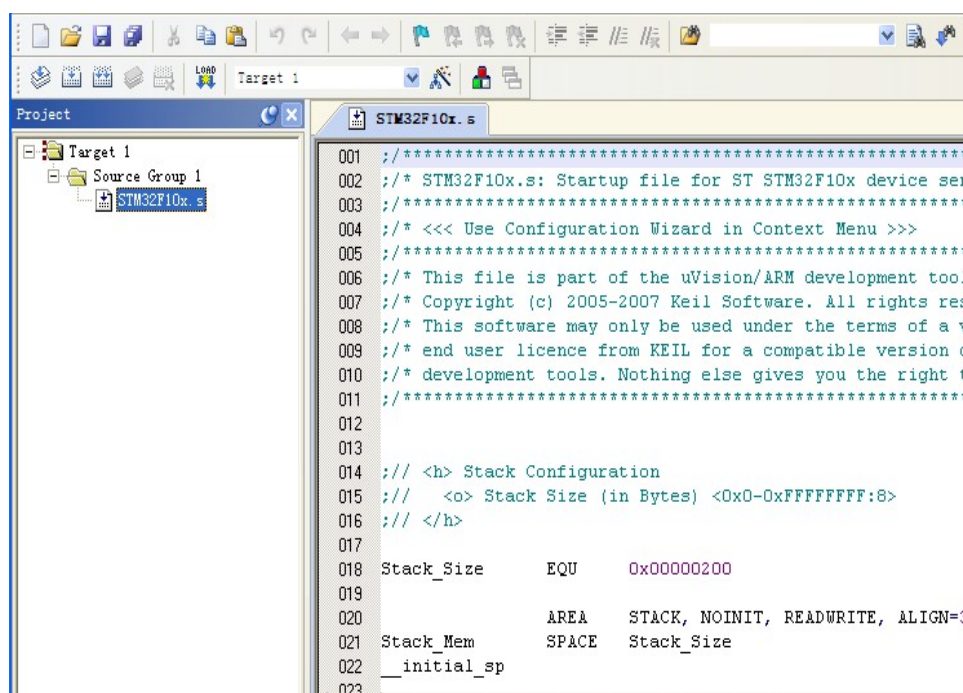 LOAD
Target 1
Project
STM32F10x.s
Target 1
Source Group 1
STM32F10x.s
001 ;/*******************************************************
002 ;/* STM32F10x.s: Startup file for ST STM32F10x device se
003 ;/*******************************************************
004 ;/* <<< Use Configuration Wizard in Context Menu >>>
005 ;/*******************************************************
006 ;/* This file is part of the uVision/ARM development too
007 ;/* Copyright (c) 2005-2007 Keil Software. All rights res
008 ;/* This software may only be used under the terms of a
009 ;/* end user licence from KEIL for a compatible version
010 ;/* development tools. Nothing else gives you the right
011 ;/*******************************************************
012
013
014 ;// <h> Stack Configuration
015 ;//   <o> Stack Size (in Bytes) <0x0-0xFFFFFFFF:8>
016 ;// </h>
017
018 Stack_Size      EQU     0x00000200
019
020                 AREA    STACK, NOINIT, READWRITE, ALIGN=3
021 Stack_Mem       SPACE   Stack_Size
022 __initial_sp
023